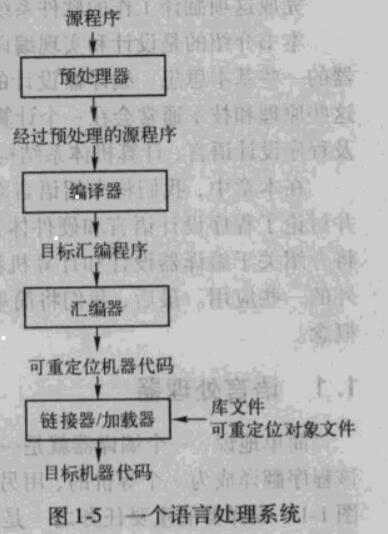 源程序
预处理器
经过预处理的源程序
编译器
目标汇编程序
汇编器
可重定位机器代码
链接器/加载器
库文件
可重定位对象文件
目标机器代码
图 1-5 一个语言处理系统